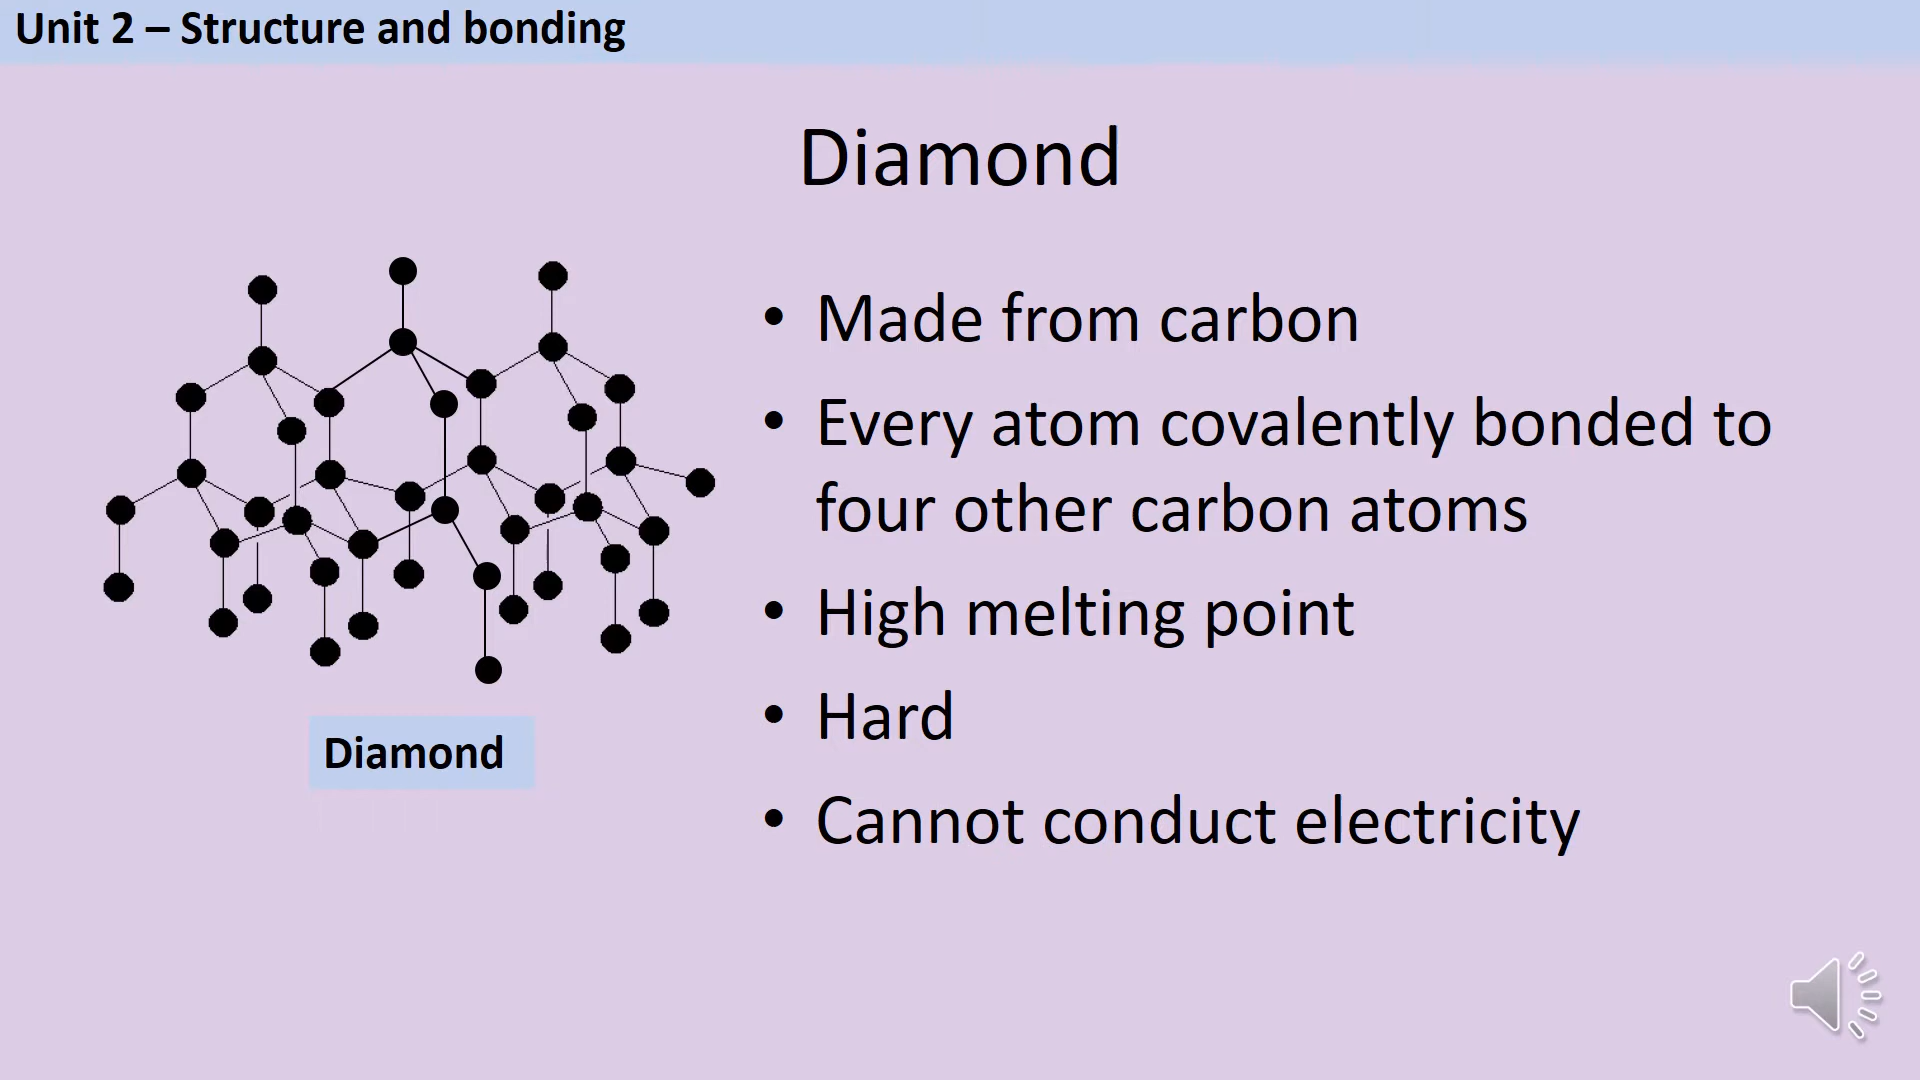 Unit 2 – Structure and bonding
Diamond
• Made from carbon
• Every atom covalently bonded to
four other carbon atoms
• High melting point
• Hard
• Cannot conduct electricity
Diamond